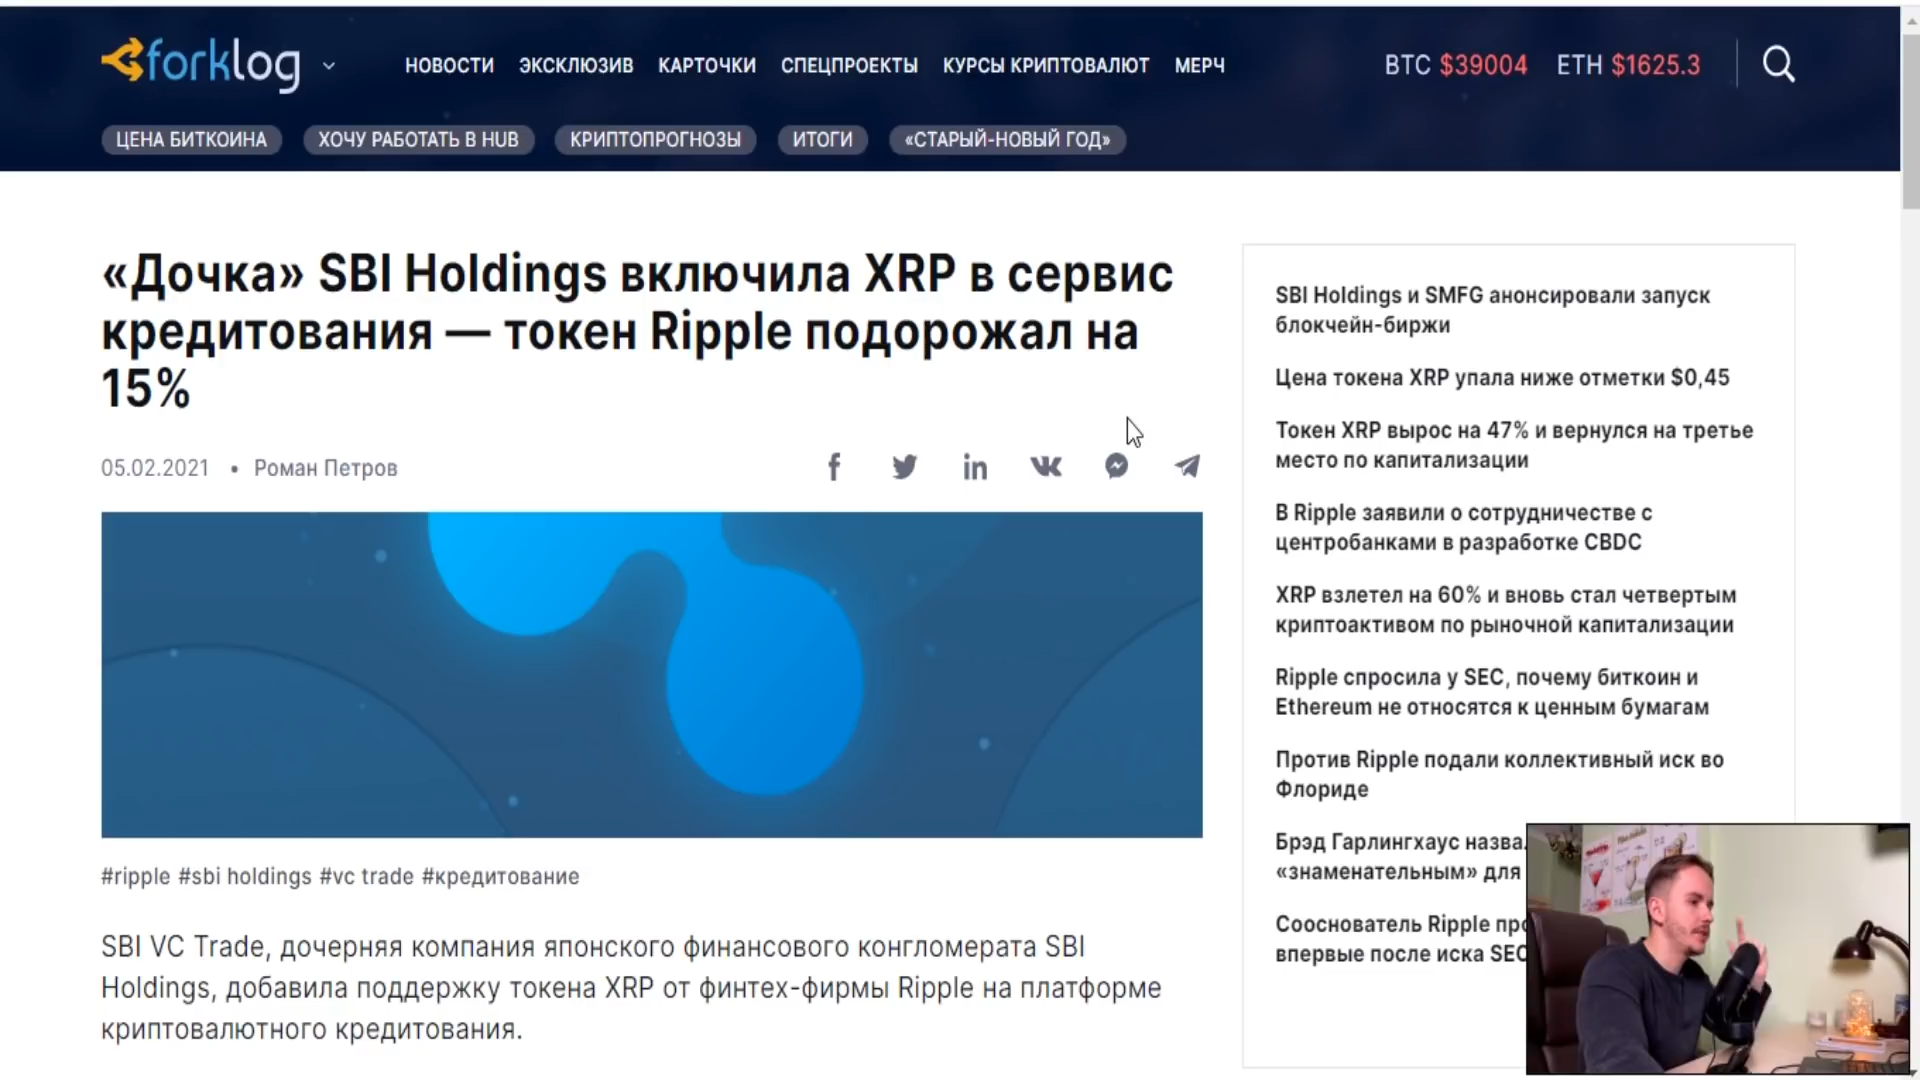 forklog
НОВОСТИ ЭКСКЛЮЗИВ КАРТОЧКИ СПЕЦПРОЕКТЫ КУРСЫ КРИПТОВАЛЮТ МЕРЧ
BTC $39004 ETH $1625.3
ЦЕНА БИТКОИНА ХОЧУ РАБОТАТЬ В HUB КРИПТОПРОГНОЗЫ ИТОГИ «СТАРЫЙ-НОВЫЙ ГОД»
«Дочка» SBI Holdings включила XRP в сервис
кредитования — токен Ripple подорожал на
15%
05.02.2021 • Роман Петров
#ripple #sbi holdings #vc trade #кредитование
SBI VC Trade, дочерняя компания японского финансового конгломерата SBI
Holdings, добавила поддержку токена XRP от финтех-фирмы Ripple на платформе
криптовалютного кредитования.
SBI Holdings и SMFG анонсировали запуск
блокчейн-биржи
Цена токена XRP упала ниже отметки $0,45
Токен XRP вырос на 47% и вернулся на третье
место по капитализации
В Ripple заявили о сотрудничестве с
центробанками в разработке CBDC
XRP взлетел на 60% и вновь стал четвертым
криптоактивом по рыночной капитализации
Ripple спросила у SEC, почему биткоин и
Ethereum не относятся к ценным бумагам
Против Ripple подали коллективный иск во
Флориде
Брэд Гарлингхаус
«знаменательным» для
Сооснователь Ripple
впервые после иска SEC